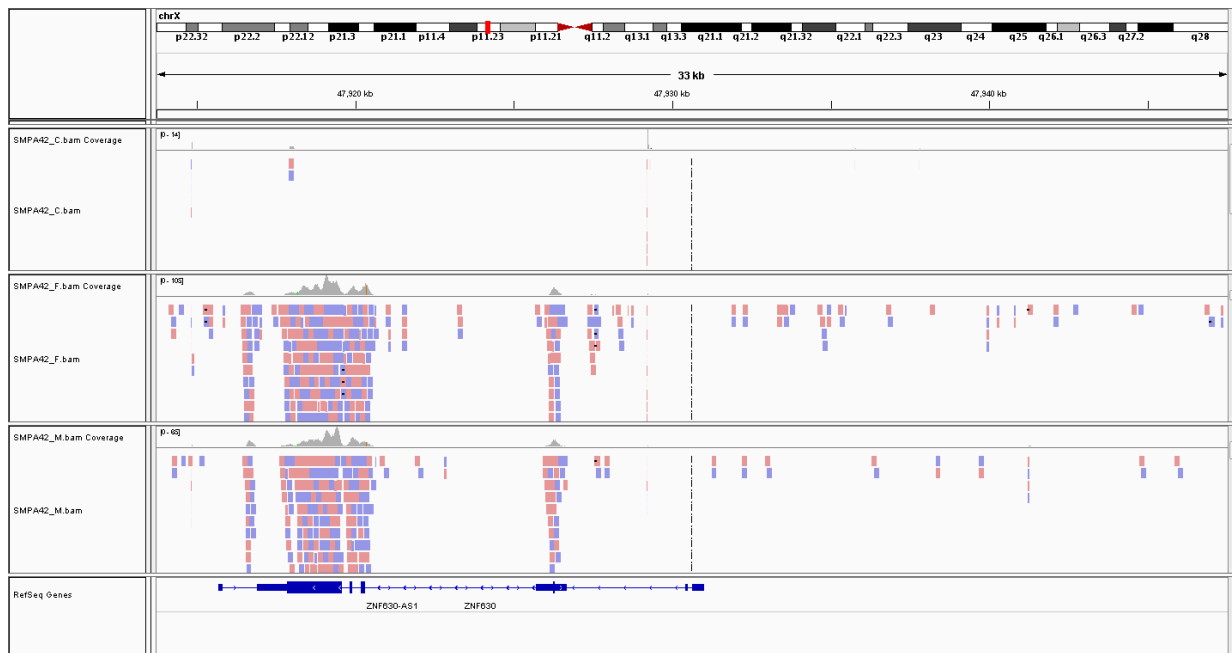 chrX
p22.32 p22.2 p22.12 p21.3 p21.1 p11.4 p11.23 p11.21 q11.2 q13.1 q13.3 q21.1 q21.2 q21.32 q22.1 q22.3 q23 q24 q25 q26.1 q26.3 q27.2 q28
33 kb
47,920 kb 47,930 kb 47,940 kb
SMPA42_C.bam Coverage
[0 - 14]
SMPA42_C.bam
SMPA42_F.bam Coverage
[0 - 105]
SMPA42_F.bam
SMPA42_M.bam Coverage
[0 - 65]
SMPA42_M.bam
RefSeq Genes
ZNF630-AS1 ZNF630